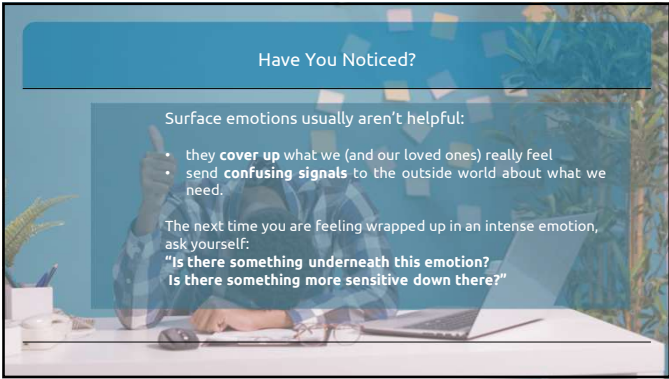 Have You Noticed?
Surface emotions usually aren’t helpful:
• they cover up what we (and our loved ones) really feel
• send confusing signals to the outside world about what we
need.
The next time you are feeling wrapped up in an intense emotion,
ask yourself:
“Is there something underneath this emotion?
Is there something more sensitive down there?”